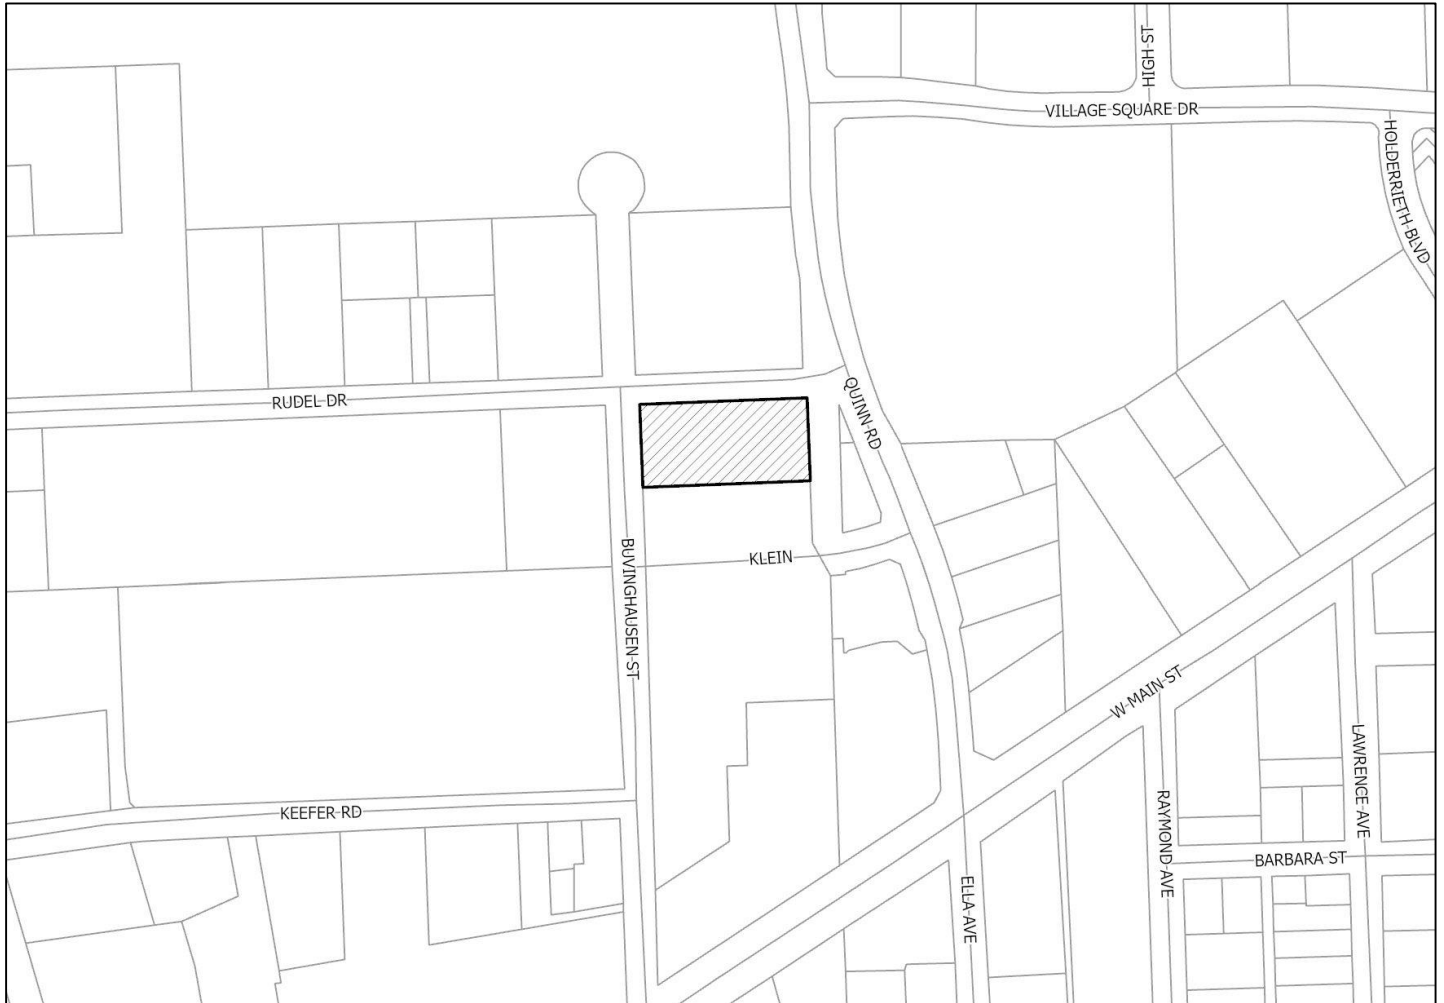 HIGH ST
VILLAGE SQUARE DR
HOLDERRIETH BLVD
RUDEL DR
QUINN RD
BUVINGHAUSEN ST
KLEIN
W MAIN ST
LAWRENCE AVE
KEEFER RD
RAYMOND AVE
BARBARA ST
ELLA AVE